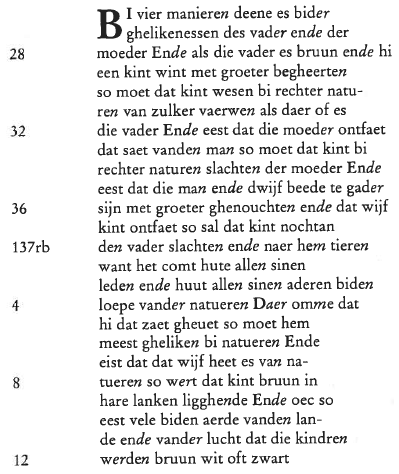 BI vier manieren deene es bider
ghelikenessen des vader ende der
28 moeder Ende als die vader es bruun ende hi
een kint wint met groeter begheerten
so moet dat kint wesen bi rechter natu-
ren van zulker vaerwen als daer of es
32 die vader Ende eest dat die moeder ontfaet
dat saet vanden man so moet dat kint bi
rechter naturen slachten der moeder Ende
eest dat die man ende dwijf beede te gader
36 sijn met groeter ghenouchten ende dat wijf
kint ontfaet so sal dat kint nochtan
137rb den vader slachten ende naer hem tieren
want het comt hute allen sinen
leden ende huut allen sinen aderen biden
4 loepe vander natueren Daer omme dat
hi dat zaet gheuet so moet hem
meest gheliken bi natueren Ende
eist dat dat wijf heet es van na-
8 tueren so wert dat kint bruun in
hare lanken ligghende Ende oec so
eest vele biden aerde vanden lan-
de ende vander lucht dat die kindren
12 werden bruun wit oft zwart